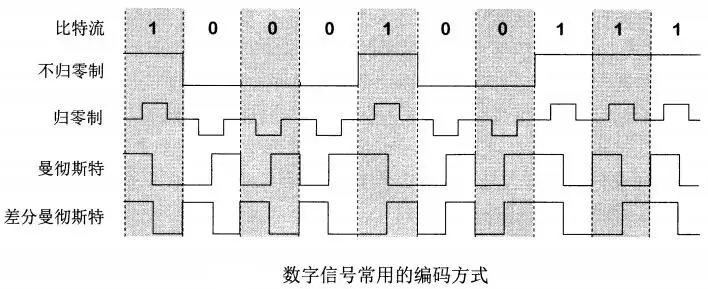 比特流 1 0 0 0 1 0 0 1 1 1
不归零制
归零制
曼彻斯特
差分曼彻斯特
数字信号常用的编码方式